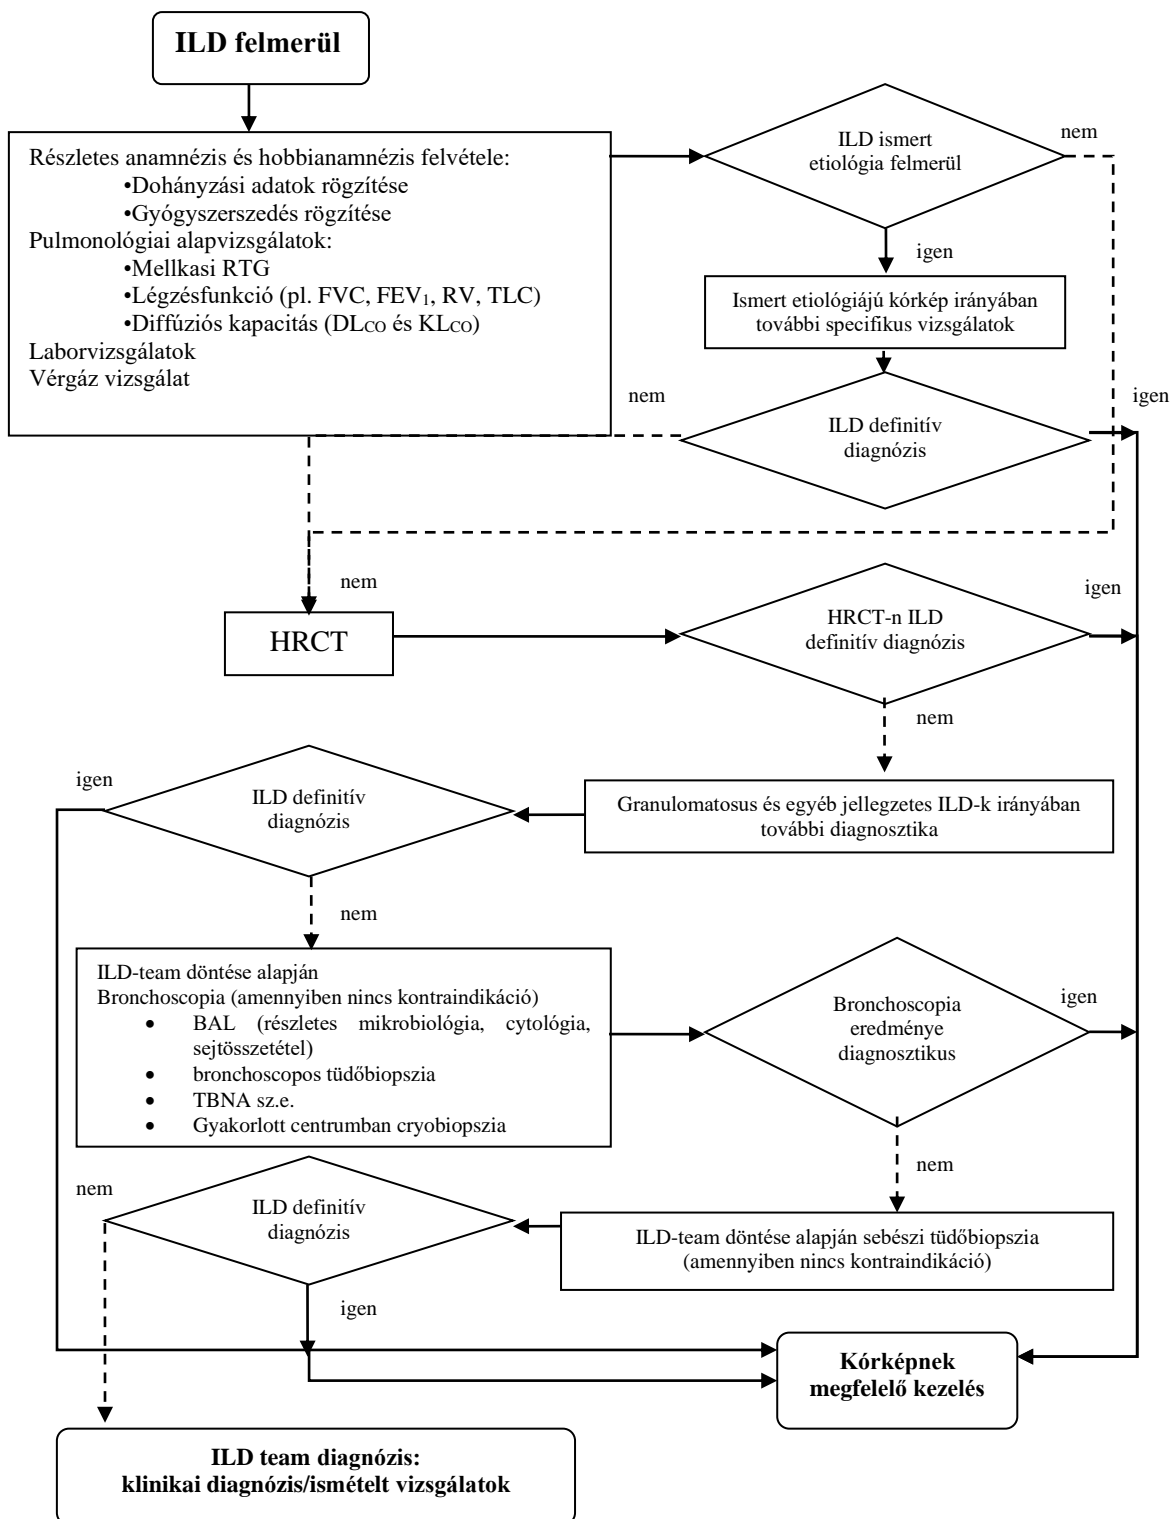 ILD felmerül
Részletes anamnézis és hobbianamnézis felvétele:
•Dohányzási adatok rögzítése
•Gyógyszerszedés rögzítése
Pulmonológiai alapvizsgálatok:
•Mellkasi RTG
•Légzésfunkció (pl. FVC, FEV₁, RV, TLC)
•Diffúziós kapacitás (DLCO és KLCO)
Laborvizsgálatok
Vérgáz vizsgálat
ILD ismert
etiológia felmerül
nem
igen
Ismert etiológiájú kórkép irányában
további specifikus vizsgálatok
nem
igen
ILD definitív
diagnózis
nem
HRCT
HRCT-n ILD
definitív diagnózis
igen
nem
Granulomatosus és egyéb jellegzetes ILD-k irányában
további diagnosztika
igen
ILD definitív
diagnózis
nem
ILD-team döntése alapján
Bronchoscopia (amennyiben nincs kontraindikáció)
• BAL (részletes mikrobiológia, cytológia,
sejtösszetétel)
• bronchoscopos tüdőbiopszia
• TBNA sz.e.
• Gyakorlott centrumban cryobiopszia
Bronchoscopia
eredménye
diagnosztikus
igen
nem
ILD-team döntése alapján sebészi tüdőbiopszia
(amennyiben nincs kontraindikáció)
nem
ILD definitív
diagnózis
igen
Kórképnek
megfelelő kezelés
ILD team diagnózis:
klinikai diagnózis/ismételt vizsgálatok